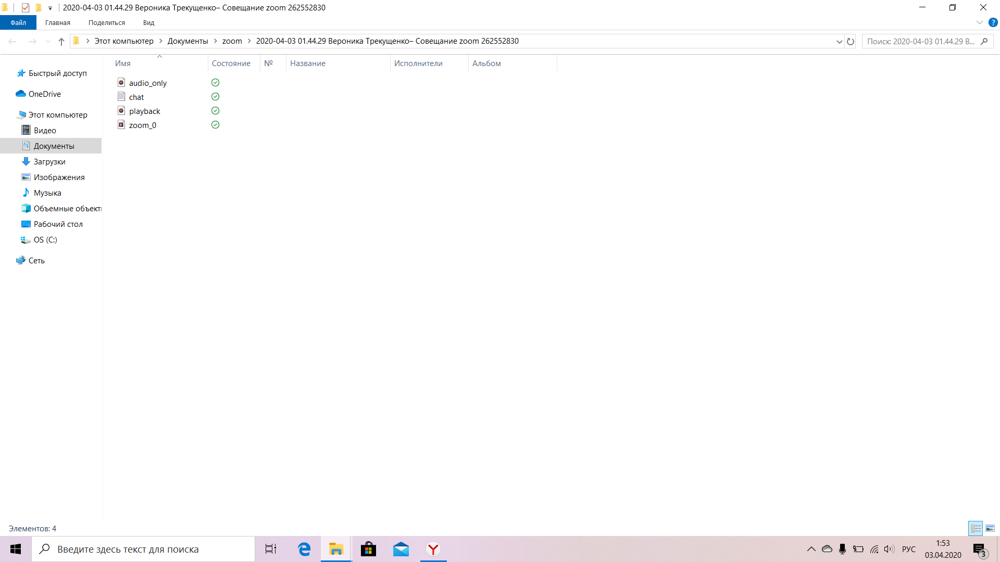 2020-04-03 01.44.29 Вероника Трекущенко– Совещание zoom 262552830
Файл Главная Поделиться Вид
Этот компьютер Документы zoom 2020-04-03 01.44.29 Вероника Трекущенко– Совещание zoom 262552830
Поиск: 2020-04-03 01.44.29 В...
Имя Состояние № Название Исполнители Альбом
Быстрый доступ
OneDrive
Этот компьютер
Видео
Документы
Загрузки
Изображения
Музыка
Объемные объект
Рабочий стол
OS (C:)
Сеть
audio_only
chat
playback
zoom_0
Элементов: 4
Введите здесь текст для поиска
РУС
1:53
03.04.2020
3